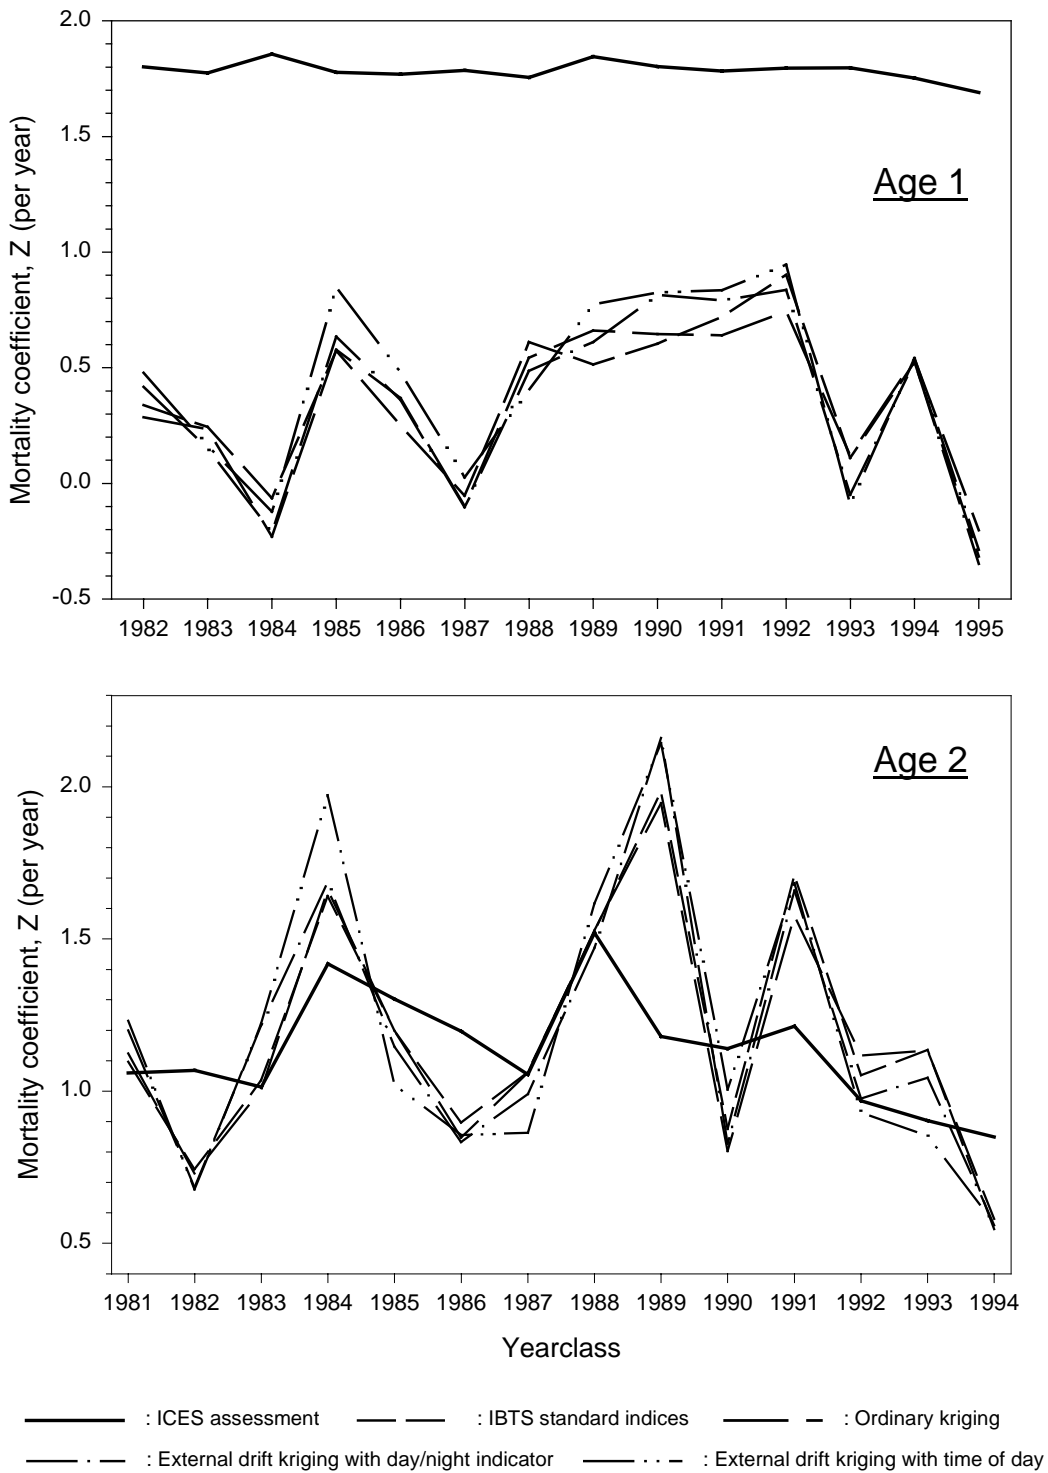 2.0
1.5
1.0
0.5
0.0
-0.5
Mortality coefficient, Z (per year)
Age 1
1982 1983 1984 1985 1986 1987 1988 1989 1990 1991 1992 1993 1994 1995
2.0
1.5
1.0
0.5
Mortality coefficient, Z (per year)
Age 2
1981 1982 1983 1984 1985 1986 1987 1988 1989 1990 1991 1992 1993 1994
Yearclass
: ICES assessment : IBTS standard indices : Ordinary kriging
: External drift kriging with day/night indicator : External drift kriging with time of day